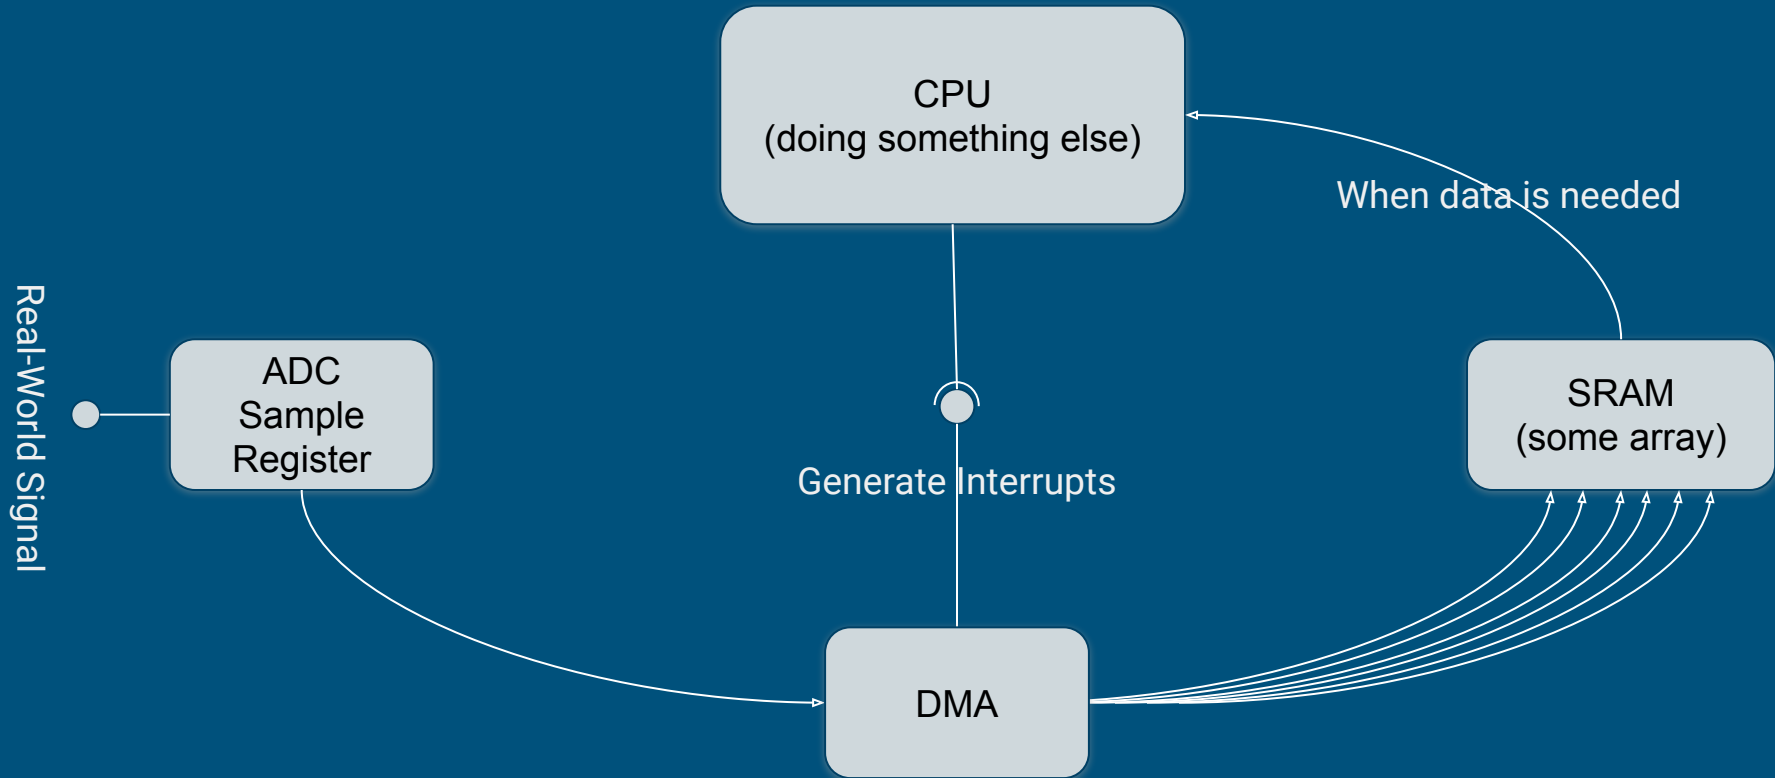 CPU
(doing something else)
When data is needed
Real-World Signal
ADC
Sample
Register
SRAM
(some array)
Generate Interrupts
DMA